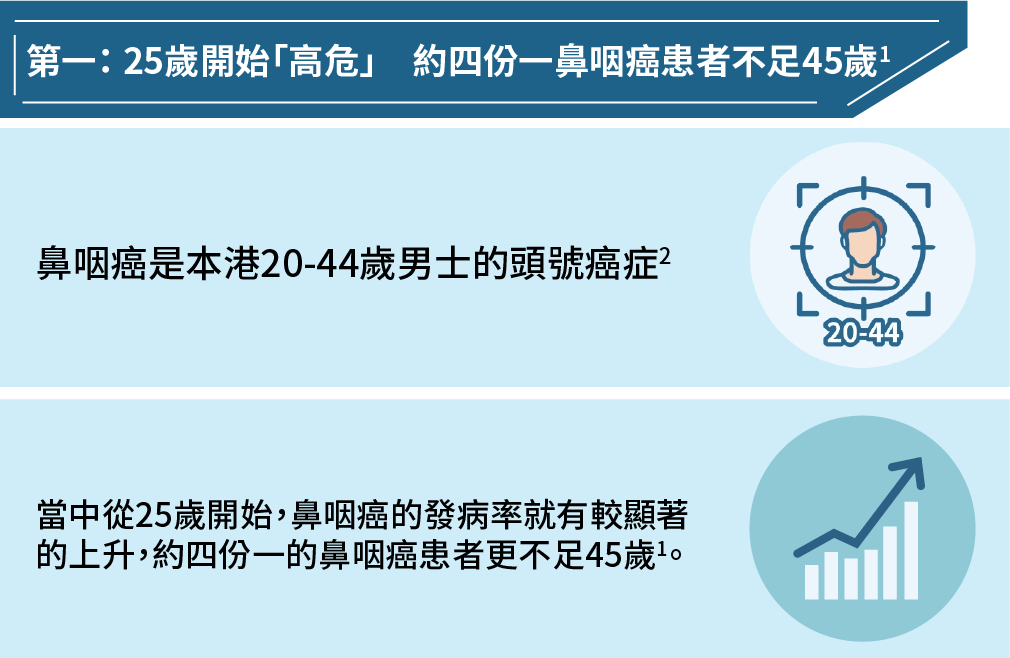 第一：25歲開始「高危」 約四份一鼻咽癌患者不足45歲¹
鼻咽癌是本港20-44歲男士的頭號癌症²
20-44
當中從25歲開始，鼻咽癌的發病率就有較顯著
的上升，約四份一的鼻咽癌患者更不足45歲¹。